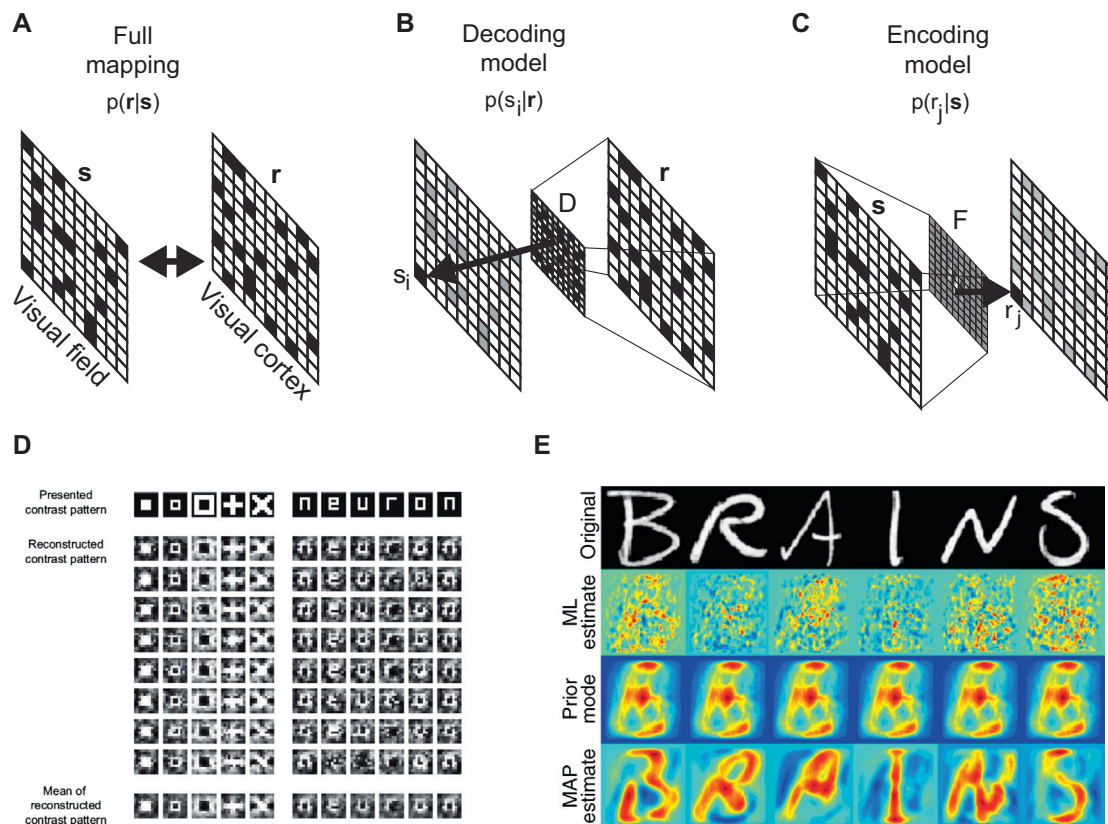 A
Full
mapping
p(r|s)
s
r
Visual field
Visual cortex
B
Decoding
model
p(s_i|r)
D
r
s_i
C
Encoding
model
p(r_j|s)
s
F
r_j
D
Presented
contrast pattern
n e u r o n
Reconstructed
contrast pattern
Mean of
reconstructed
contrast pattern
E
Original
B R A I N S
ML
estimate
Prior
mode
MAP
estimate
B R A I N S